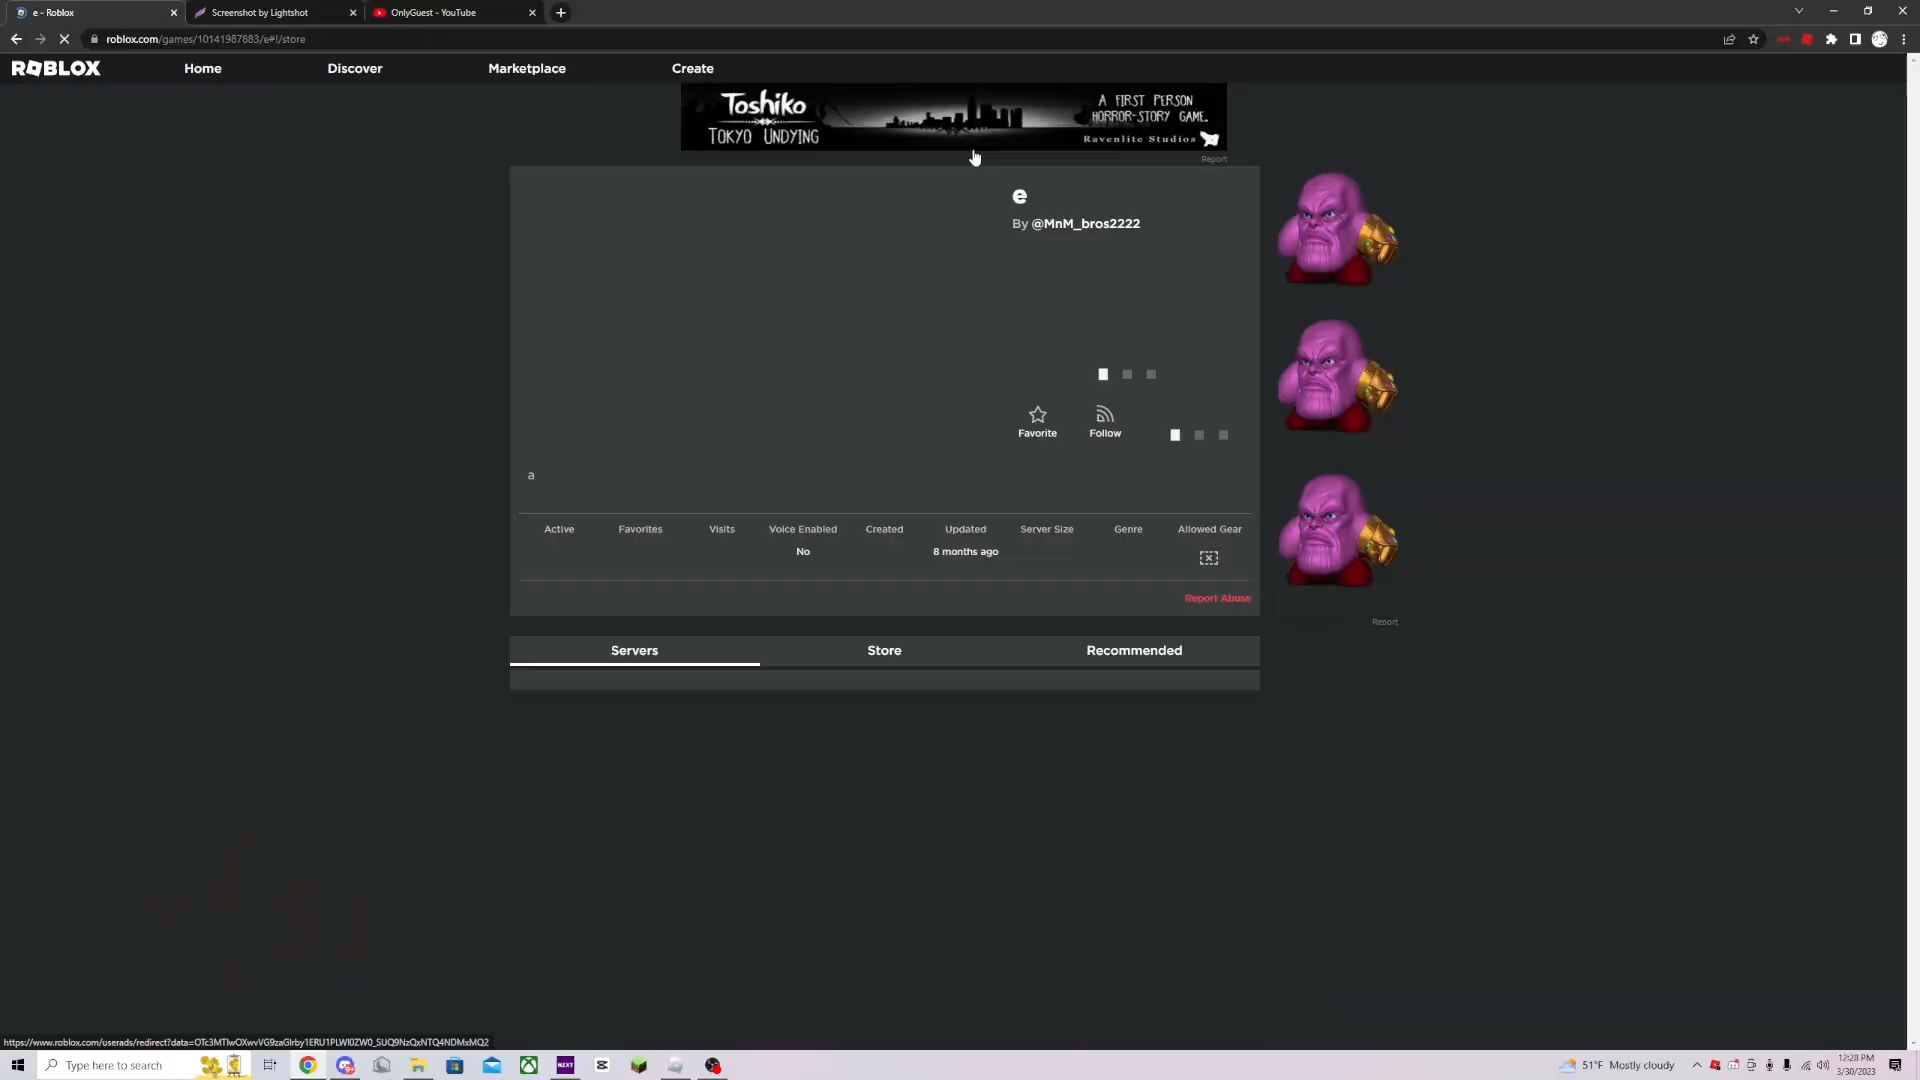 e - Roblox
Screenshot by Lightshot
OnlyGuest - YouTube
roblox.com/games/10141987883/e#!/store
ROBLOX Home Discover Marketplace Create
Toshiko
TOKYO UNDYING
A FIRST PERSON
HORROR-STORY GAME.
Ravenlite Studios
Report
e
By @MnM_bros2222
Favorite Follow
a
Active Favorites Visits Voice Enabled Created Updated Server Size Genre Allowed Gear
No 8 months ago
Report Abuse
Report
Servers Store Recommended
Type here to search
NEXT
51°F Mostly cloudy
12:28 PM
3/30/2023